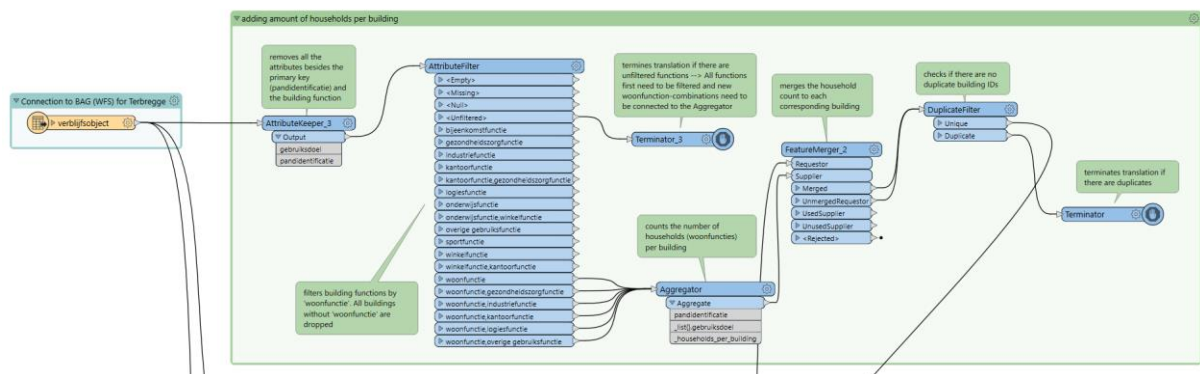 adding amount of households per building
removes all the
attributes besides the
primary key
(pandidentificatie) and
the building function
AttributeFilter
<Empty>
<Missing>
<Null>
<Unfiltered>
bijeenkomstfunctie
gezondheidszorgfunctie
industriefunctie
kantoorfunctie
kantoorfunctie,gezondheidszorgfunctie
logiesfunctie
onderwijsfunctie
onderwijsfunctie,winkelfunctie
overige gebruiksfunctie
sportfunctie
winkelfunctie
winkelfunctie,kantoorfunctie
woonfunctie
woonfunctie,gezondheidszorgfunctie
woonfunctie,industriefunctie
woonfunctie,kantoorfunctie
woonfunctie,logiesfunctie
woonfunctie,overige gebruiksfunctie
termines translation if there are
unfiltered functions --> All functions
first need to be filtered and new
woonfunction-combinations need to
be connected to the Aggregator
merges the household
count to each
corresponding building
checks if there are no
duplicate building IDs
Connection to BAG (WFS) for Terbregge
verblijfsobject
AttributeKeeper_3
Output
gebruiksdoel
pandidentificatie
Terminator_3
FeatureMerger_2
Requestor
Supplier
Merged
UnmergedRequestor
UsedSupplier
UnusedSupplier
<Rejected>
DuplicateFilter
Unique
Duplicate
terminates translation if
there are duplicates
Terminator
counts the number of
households (woonfuncties)
per building
filters building functions by
'woonfunctie'. All buildings
without 'woonfunctie' are
dropped
Aggregator
Aggregate
pandidentificatie
_list{}.gebruiksdoel
_households_per_building